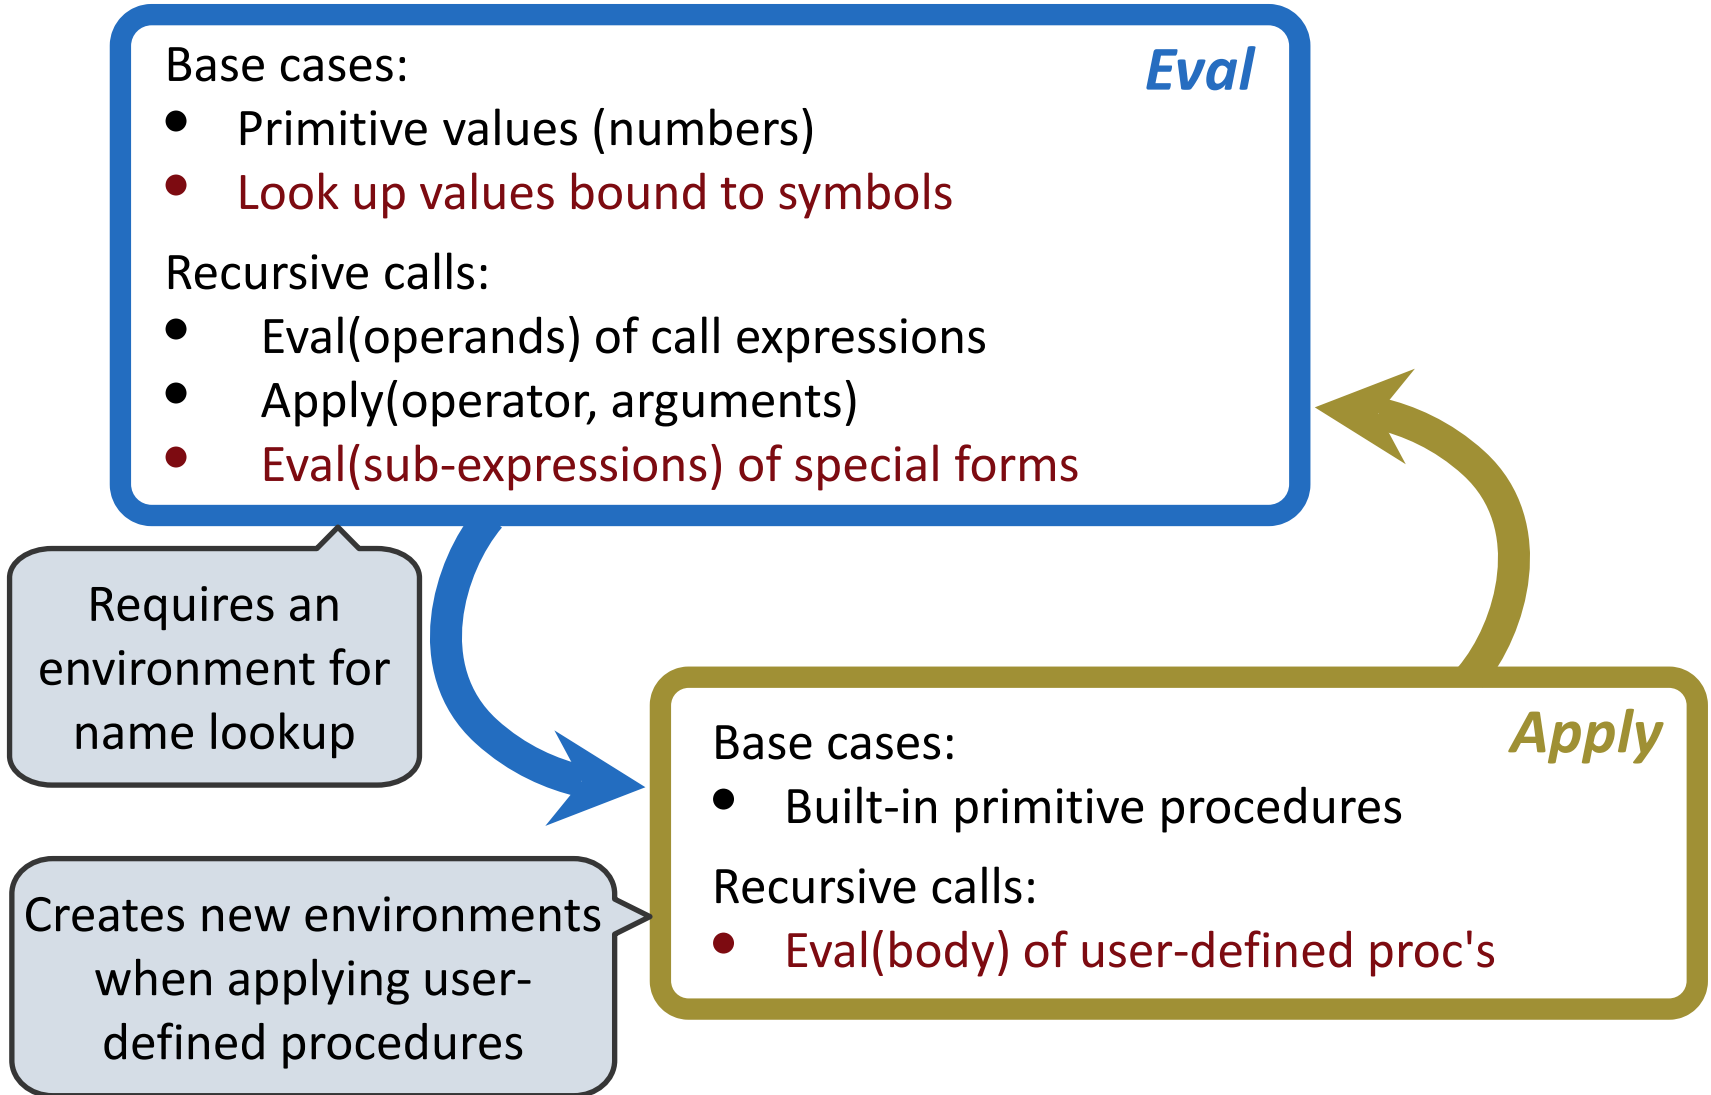 Eval
Base cases:
• Primitive values (numbers)
• Look up values bound to symbols
Recursive calls:
• Eval(operands) of call expressions
• Apply(operator, arguments)
• Eval(sub-expressions) of special forms
Requires an
environment for
name lookup
Apply
Base cases:
• Built-in primitive procedures
Recursive calls:
• Eval(body) of user-defined proc's
Creates new environments
when applying user-
defined procedures